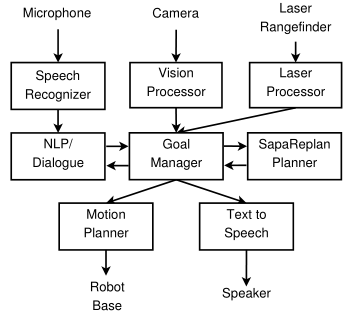 Microphone
Camera
Laser
Rangefinder
Speech
Recognizer
Vision
Processor
Laser
Processor
NLP/
Dialogue
Goal
Manager
SapaReplan
Planner
Motion
Planner
Text to
Speech
Robot
Base
Speaker